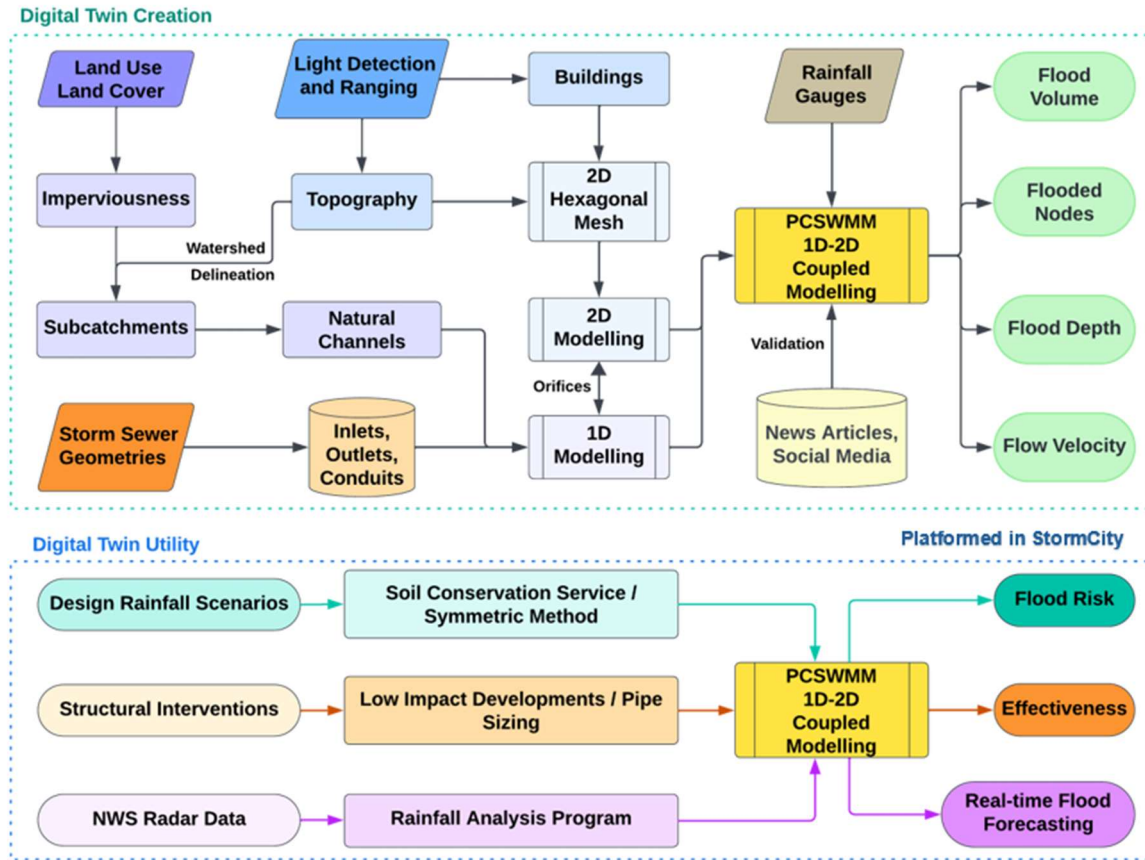 Digital Twin Creation
Land Use
Land Cover
Light Detection
and Ranging
Buildings
Rainfall
Gauges
Flood
Volume
Imperviousness
Topography
2D
Hexagonal
Mesh
Flooded
Nodes
Watershed
Delineation
PCSWMM
1D-2D
Coupled
Modelling
Subcatchments
Natural
Channels
2D
Modelling
Flood Depth
Validation
Orifices
Storm Sewer
Geometries
Inlets,
Outlets,
Conduits
1D
Modelling
News Articles,
Social Media
Flow Velocity
Digital Twin Utility
Platformed in StormCity
Design Rainfall Scenarios
Soil Conservation Service /
Symmetric Method
Flood Risk
Structural Interventions
Low Impact Developments / Pipe
Sizing
PCSWMM
1D-2D
Coupled
Modelling
Effectiveness
NWS Radar Data
Rainfall Analysis Program
Real-time Flood
Forecasting